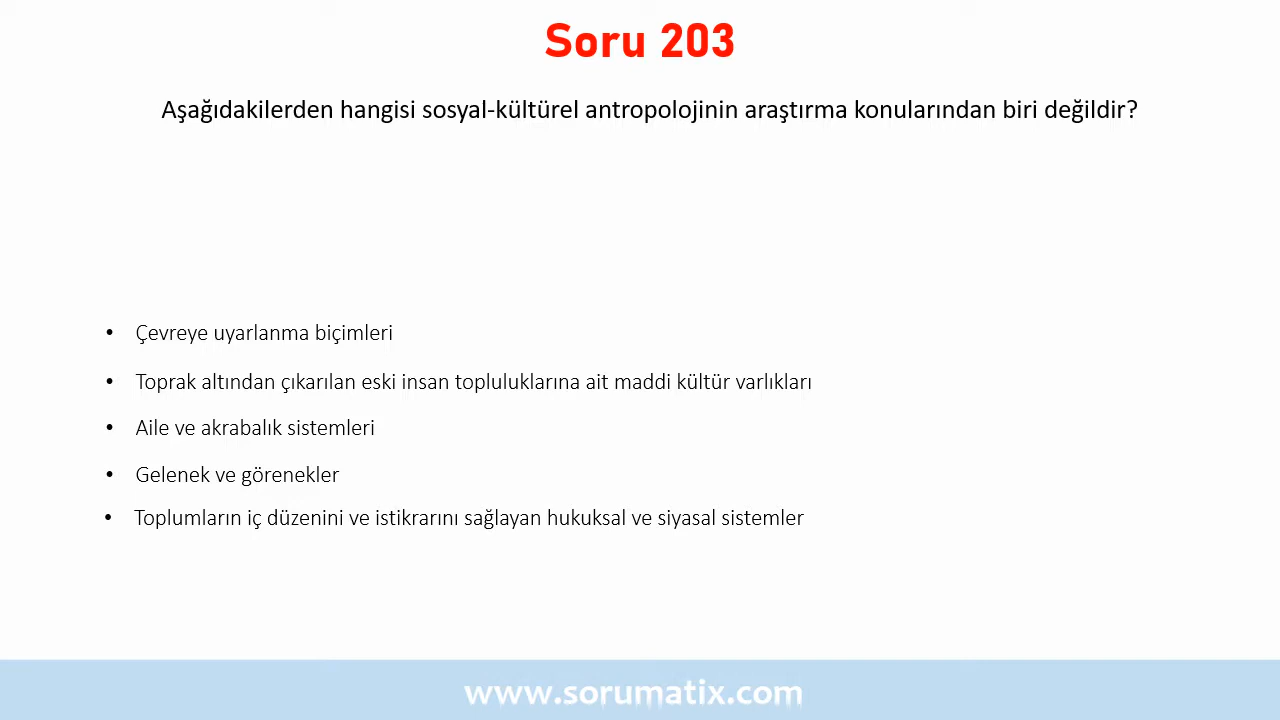 Soru 203
Aşağıdakilerden hangisi sosyal-kültürel antropolojinin araştırma konularından biri değildir?
• Çevreye uyarlanma biçimleri
• Toprak altından çıkarılan eski insan topluluklarına ait maddi kültür varlıkları
• Aile ve akrabalık sistemleri
• Gelenek ve görenekler
• Toplumların iç düzenini ve istikrarını sağlayan hukuksal ve siyasal sistemler
www.sorumatix.com